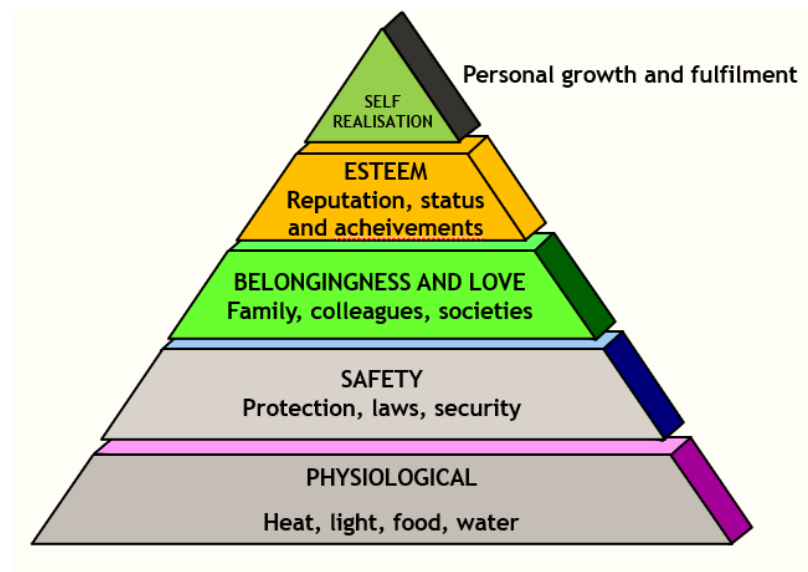 Personal growth and fulfilment
SELF
REALISATION
ESTEEM
Reputation, status
and acheivements
BELONGINGNESS AND LOVE
Family, colleagues, societies
SAFETY
Protection, laws, security
PHYSIOLOGICAL
Heat, light, food, water